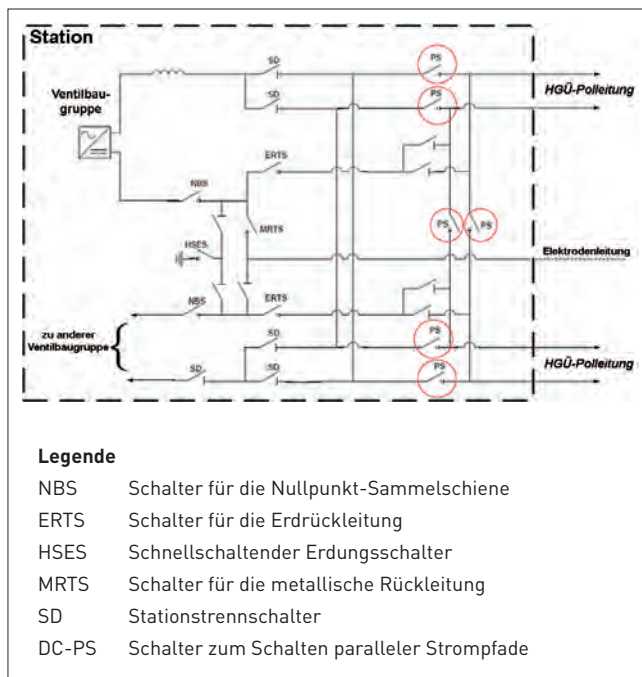 Station
SD
PS
HGÜ-Polleitung
Ventilbau-
gruppe
SD
PS
ERTS
NBS
MRTS
PS
PS
HSES
Elektrodenleitung
NBS
ERTS
zu anderer
Ventilbaugruppe
SD
PS
HGÜ-Polleitung
SD
SD
PS
Legende
NBS Schalter für die Nullpunkt-Sammelschiene
ERTS Schalter für die Erdrückleitung
HSES Schnellschaltender Erdungsschalter
MRTS Schalter für die metallische Rückleitung
SD Stationstrennschalter
DC-PS Schalter zum Schalten paralleler Strompfade